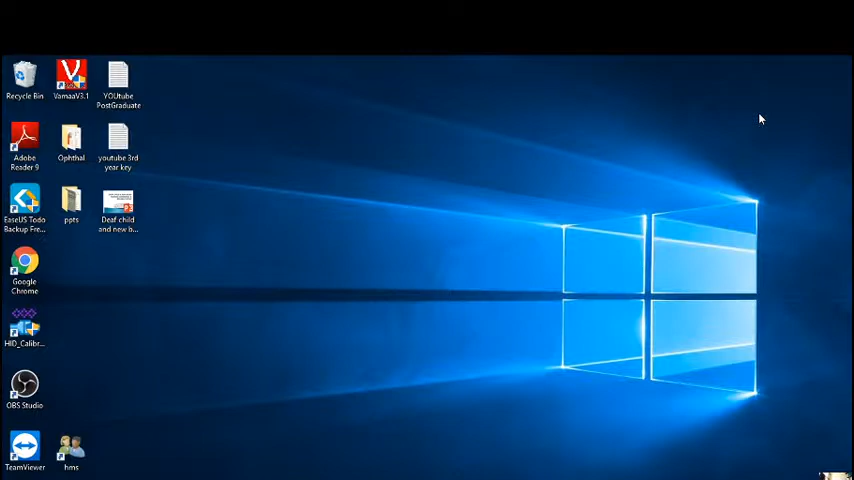 Recycle Bin
VamaaV3.1
YOUtube
PostGraduate
Adobe
Reader 9
Ophthal
youtube 3rd
year key
EaseUS Todo
Backup Fre...
ppts
Deaf child
and new b...
Google
Chrome
HID_Calibr...
OBS Studio
TeamViewer
hms